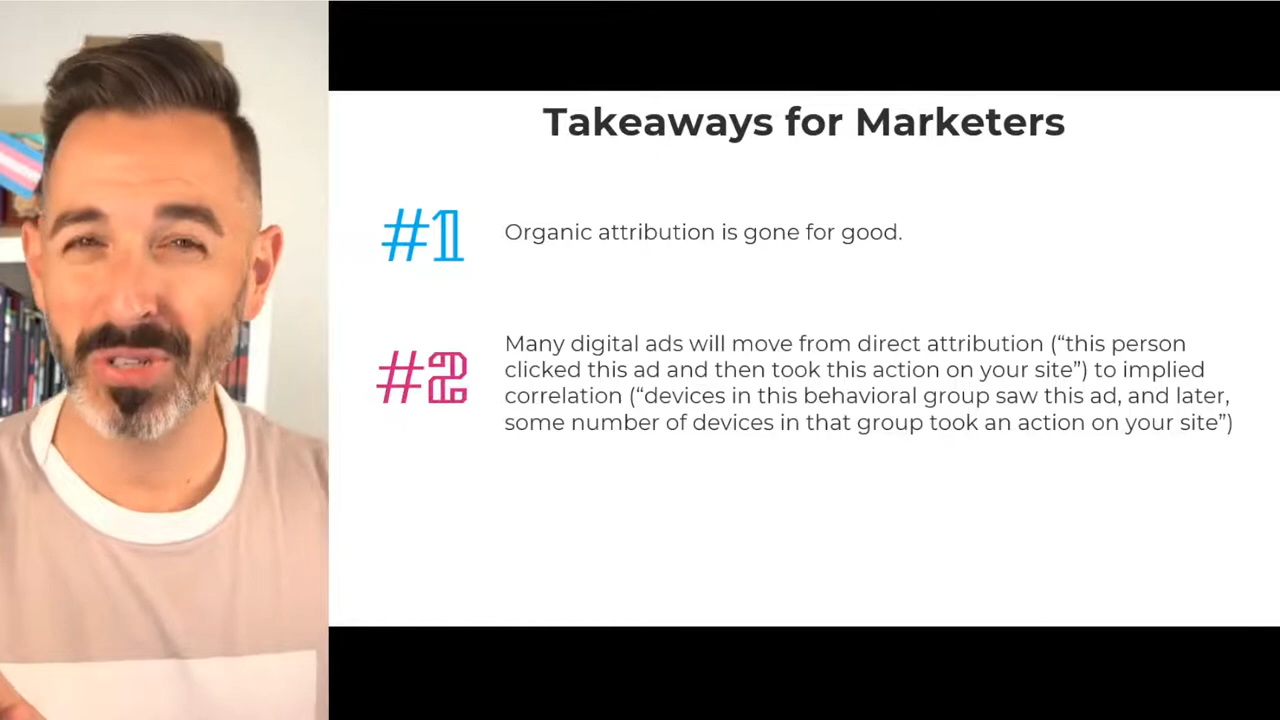 Takeaways for Marketers
#1
Organic attribution is gone for good.
#2
Many digital ads will move from direct attribution (“this person
clicked this ad and then took this action on your site”) to implied
correlation (“devices in this behavioral group saw this ad, and later,
some number of devices in that group took an action on your site”)